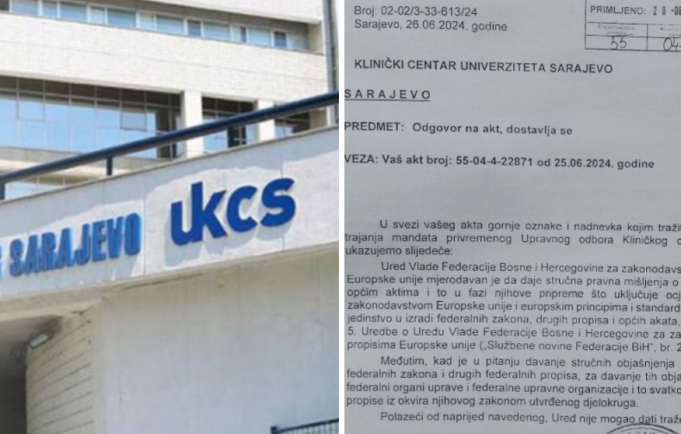 SARAJEVO ukcs
Broj: 02-02/3-33-613/24
Sarajevo, 26.06.2024. godine
PRIMLJENO: 2
55 04-
KLINIČKI CENTAR UNIVERZITETA SARAJEVO
SARAJEVO
PREDMET: Odgovor na akt, dostavlja se
VEZA: Vaš akt broj: 55-04-4-22871 od 25.06.2024. godine
U svezi vašeg akta gornje oznake i nadnevka kojim
trajanja mandata privremenog Upravnog odbora Kliničkog
ukazujemo slijedeće:
Ured Vlade Federacije Bosne i Hercegovine za
Europske unije mjerodavan je da daje stručna pravna mišljenja o
općim aktima i to u fazi njihove pripreme što uključuje
zakonodavstvom Europske unije i europskim principima i
jedinstvo u izradi federalnih zakona, drugih propisa i općih akata,
5. Uredbe o Uredu Vlade Federacije Bosne i Hercegovine za
propisima Europske unije („Službene novine Federacije BiH", br. 2
Međutim, kad je u pitanju davanje stručnih objašnjenja
federalnih zakona i drugih federalnih propisa, za davanje tih
federalni organi uprave i federalne upravne organizacije i to
propise iz okvira njihovog zakonom utvrđenog djelokruga.
Polazeći od naprijed navedenog, Ured nije mogao dati